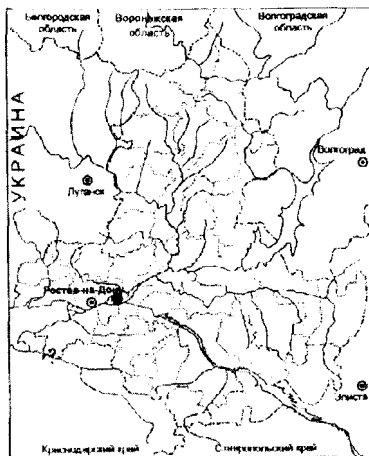 Белгородская Воронежская Волгоградская
область область область
УКРАИНА
Волгоград
Луганск
Ростов-на-Дону
Элиста
Краснодарский край Ставропольский край